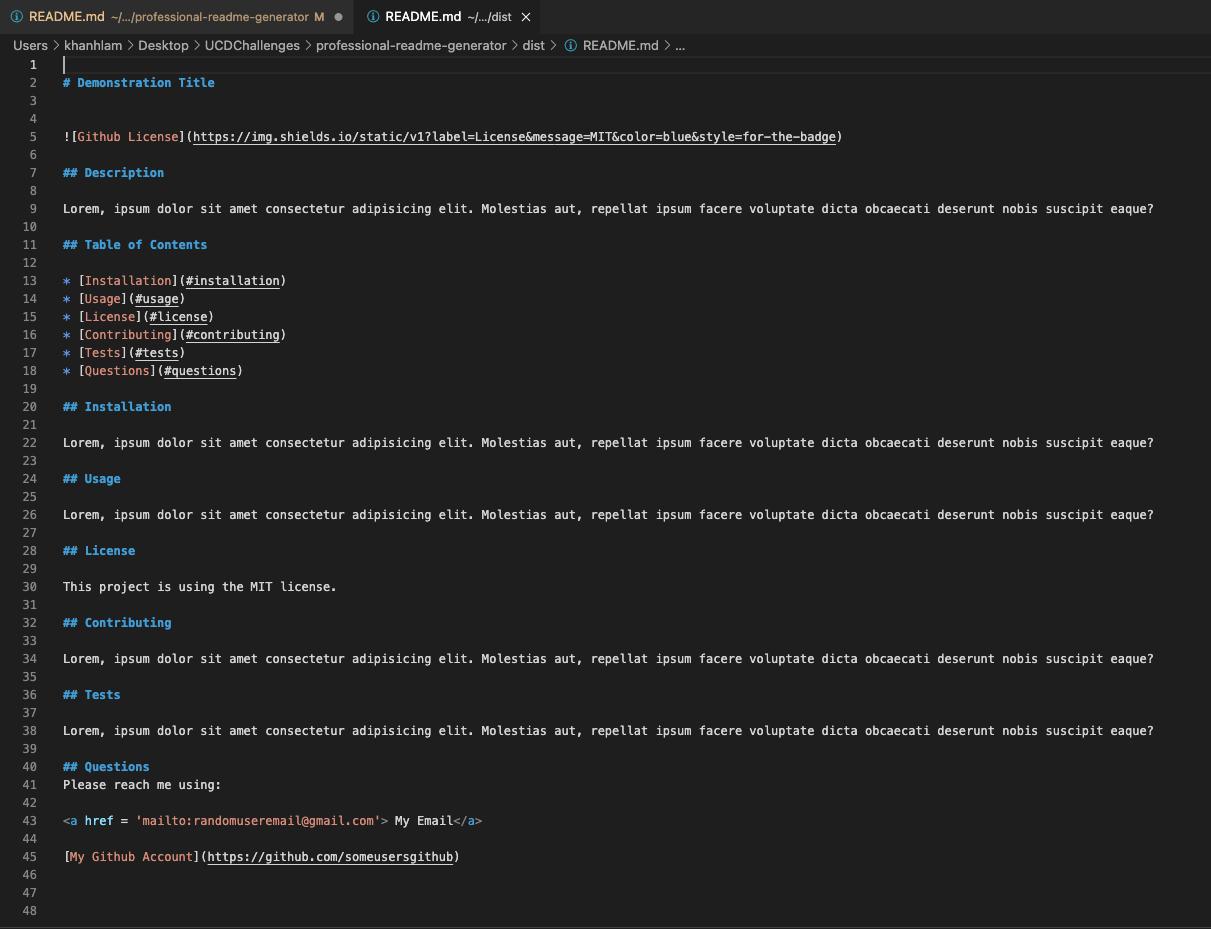 README.md ~/.../professional-readme-generator M
README.md ~/.../dist
Users > khanhlam > Desktop > UCDChallenges > professional-readme-generator > dist > README.md > ...
1
2 # Demonstration Title
3
4
5 ![Github License](https://img.shields.io/static/v1?label=License&message=MIT&color=blue&style=for-the-badge)
6
7 ## Description
8
9 Lorem, ipsum dolor sit amet consectetur adipisicing elit. Molestias aut, repellat ipsum facere voluptate dicta obcaecati deserunt nobis suscipit eaque?
10
11 ## Table of Contents
12
13 * [Installation](#installation)
14 * [Usage](#usage)
15 * [License](#license)
16 * [Contributing](#contributing)
17 * [Tests](#tests)
18 * [Questions](#questions)
19
20 ## Installation
21
22 Lorem, ipsum dolor sit amet consectetur adipisicing elit. Molestias aut, repellat ipsum facere voluptate dicta obcaecati deserunt nobis suscipit eaque?
23
24 ## Usage
25
26 Lorem, ipsum dolor sit amet consectetur adipisicing elit. Molestias aut, repellat ipsum facere voluptate dicta obcaecati deserunt nobis suscipit eaque?
27
28 ## License
29
30 This project is using the MIT license.
31
32 ## Contributing
33
34 Lorem, ipsum dolor sit amet consectetur adipisicing elit. Molestias aut, repellat ipsum facere voluptate dicta obcaecati deserunt nobis suscipit eaque?
35
36 ## Tests
37
38 Lorem, ipsum dolor sit amet consectetur adipisicing elit. Molestias aut, repellat ipsum facere voluptate dicta obcaecati deserunt nobis suscipit eaque?
39
40 ## Questions
41 Please reach me using:
42
43 <a href = 'mailto:randomuseremail@gmail.com'> My Email</a>
44
45 [My Github Account](https://github.com/someusersgithub)
46
47
48